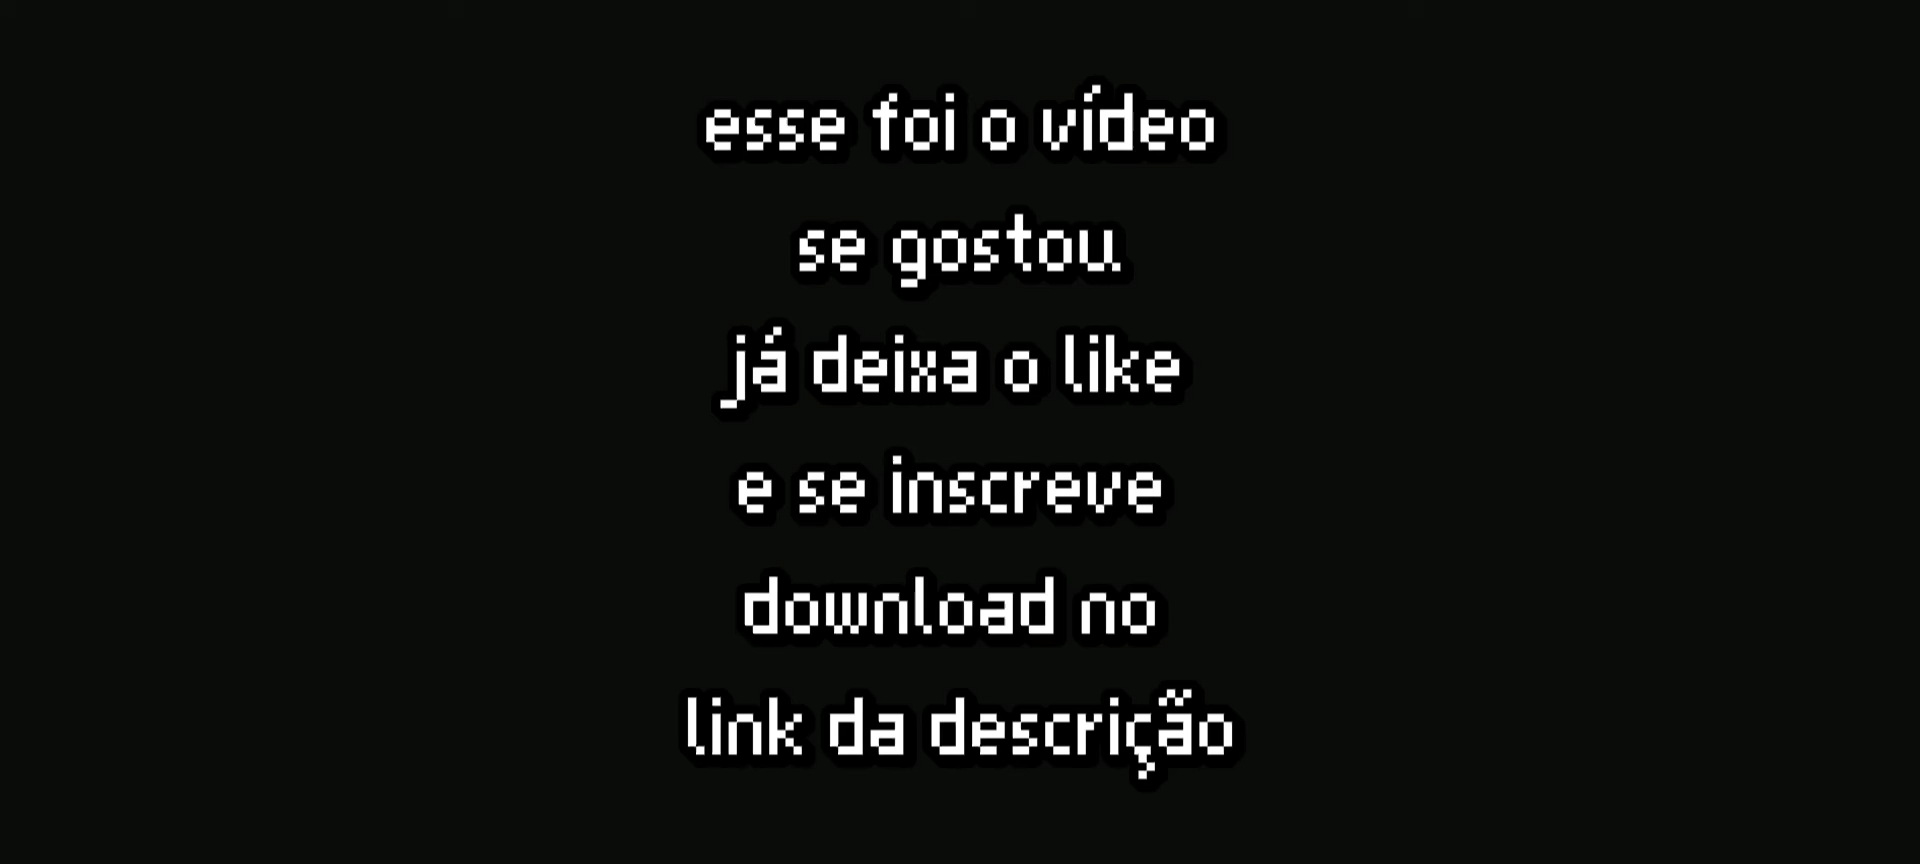 esse foi o vídeo
se gostou
já deixa o like
e se inscreve
download no
link da descrição